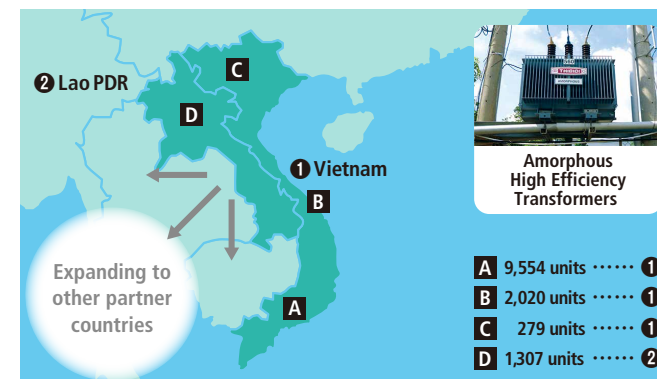 C
❷ Lao PDR
D
❶ Vietnam
B
A
Expanding to
other partner
countries
Amorphous
High Efficiency
Transformers
A 9,554 units ⋯⋯ ❶
B 2,020 units ⋯⋯ ❶
C 279 units ⋯⋯ ❶
D 1,307 units ⋯⋯ ❷